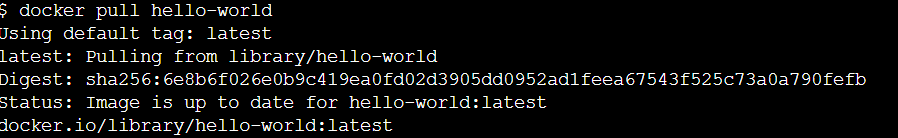 $ docker pull hello-world
Using default tag: latest
latest: Pulling from library/hello-world
Digest: sha256:6e8b6f026e0b9c419ea0fd02d3905dd0952ad1feea67543f525c73a0a790fefb
Status: Image is up to date for hello-world:latest
docker.io/library/hello-world:latest